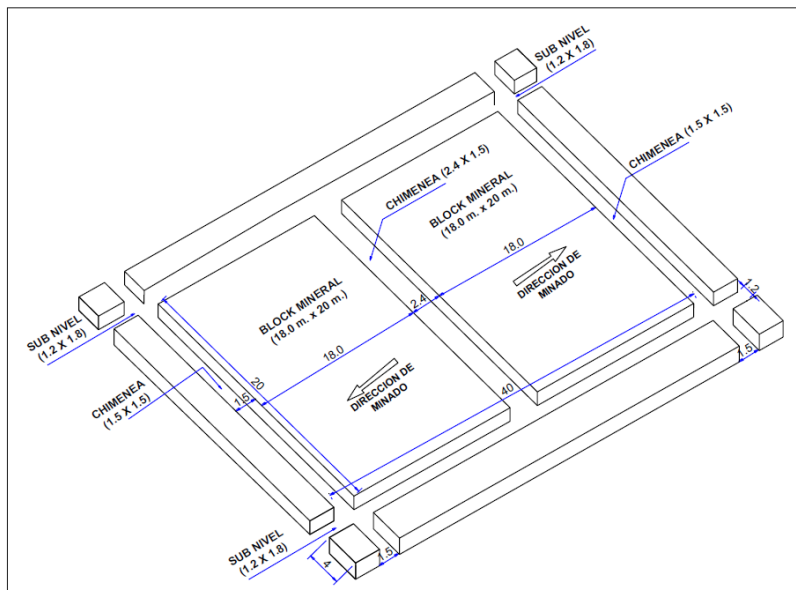 SUB NIVEL
(1.2 X 1.8)
CHIMENEA (1.5 X 1.5)
CHIMENEA (2.4 X 1.5)
BLOCK MINERAL
(18.0 m. x 20 m.)
18.0
DIRECCION DE
MINADO
1.2
1.5
SUB NIVEL
(1.2 X 1.8)
BLOCK MINERAL
(18.0 m. x 20 m.)
2.4
18.0
20
40
DIRECCION DE
MINADO
CHIMENEA
(1.5 X 1.5)
1.5
SUB NIVEL
(1.2 X 1.8)
4
1.5